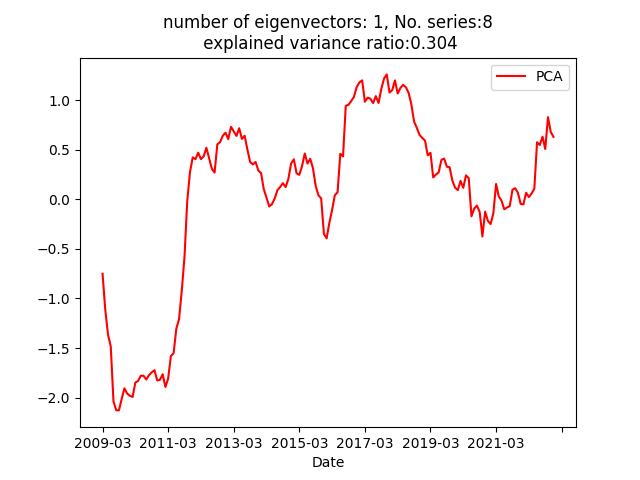 number of eigenvectors: 1, No. series:8
explained variance ratio:0.304
PCA
1.0
0.5
0.0
−0.5
−1.0
−1.5
−2.0
2009-03 2011-03 2013-03 2015-03 2017-03 2019-03 2021-03
Date